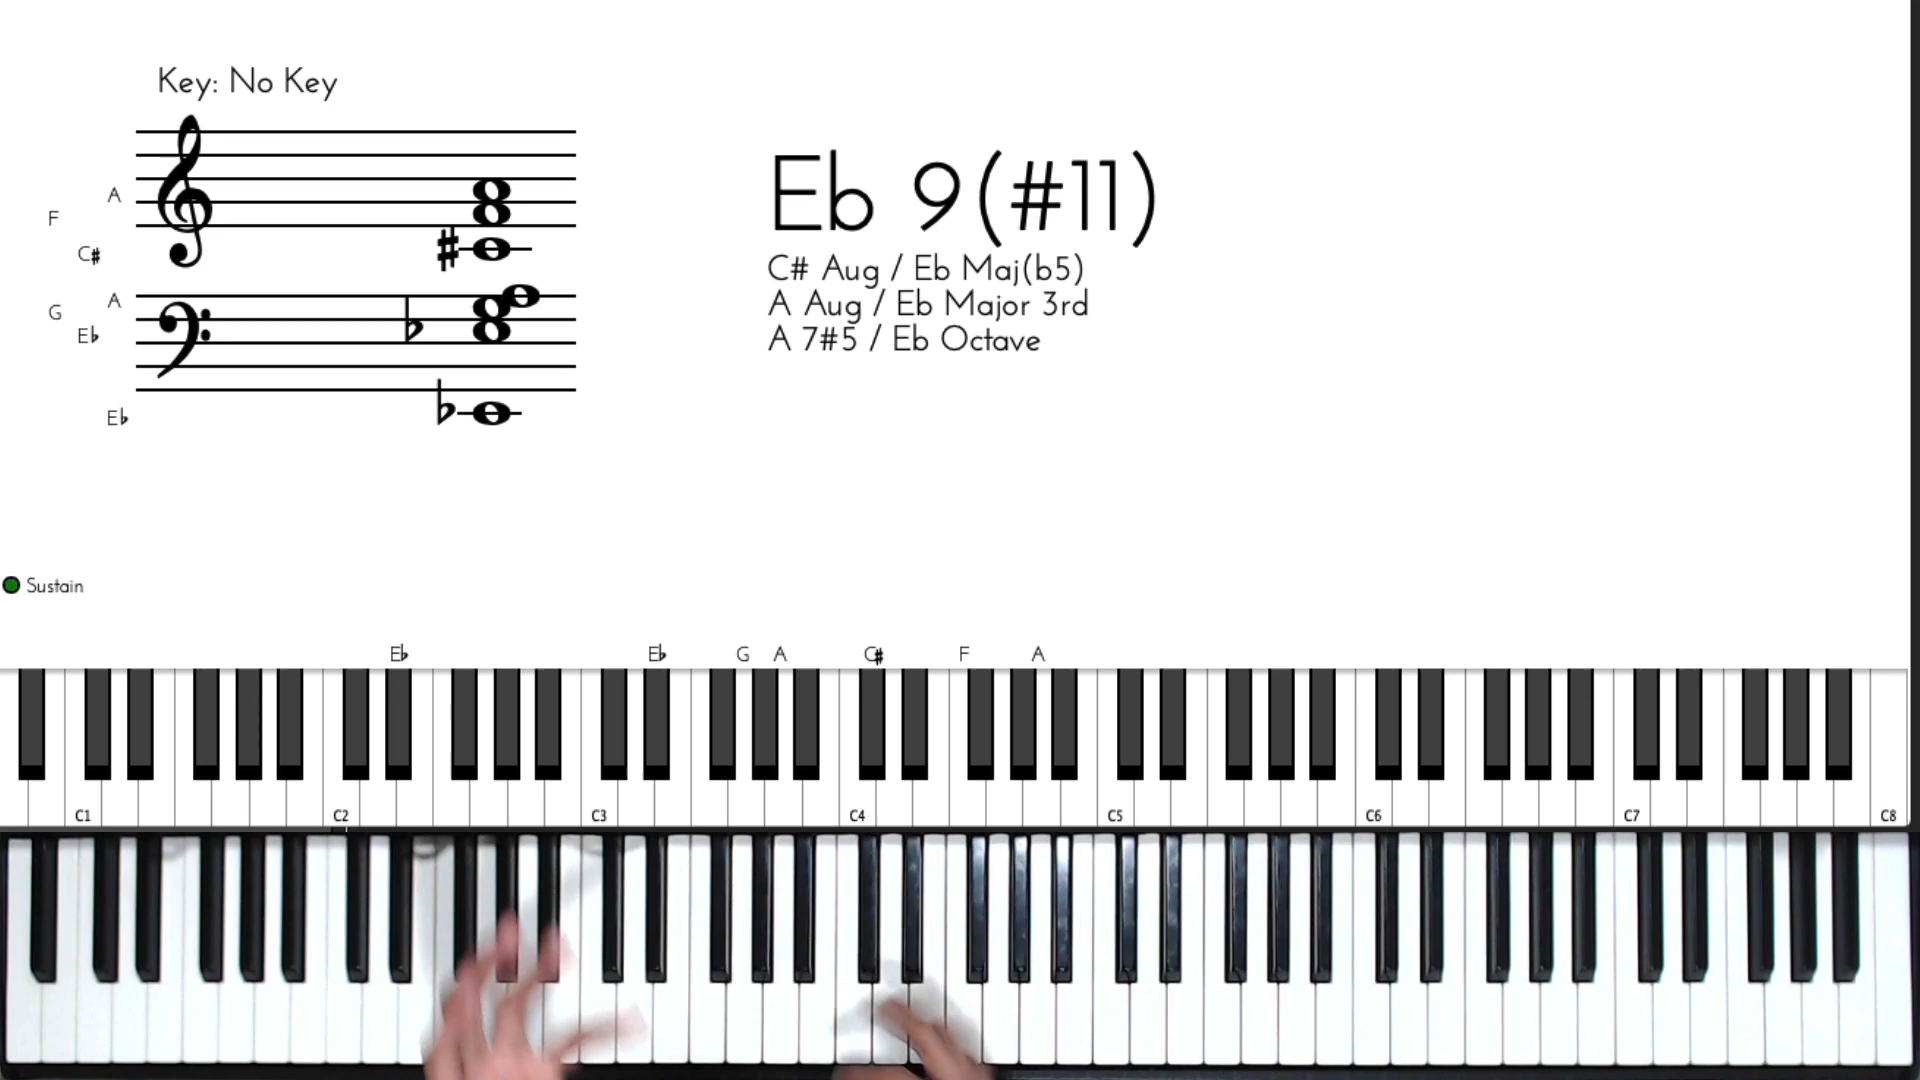 Key: No Key
A
F
C#
A
G
E♭
E♭
Eb 9(#11)
C# Aug / Eb Maj(b5)
A Aug / Eb Major 3rd
A 7#5 / Eb Octave
Sustain
E♭ E♭ G A C# F A
C1 C2 C3 C4 C5 C6 C7 C8